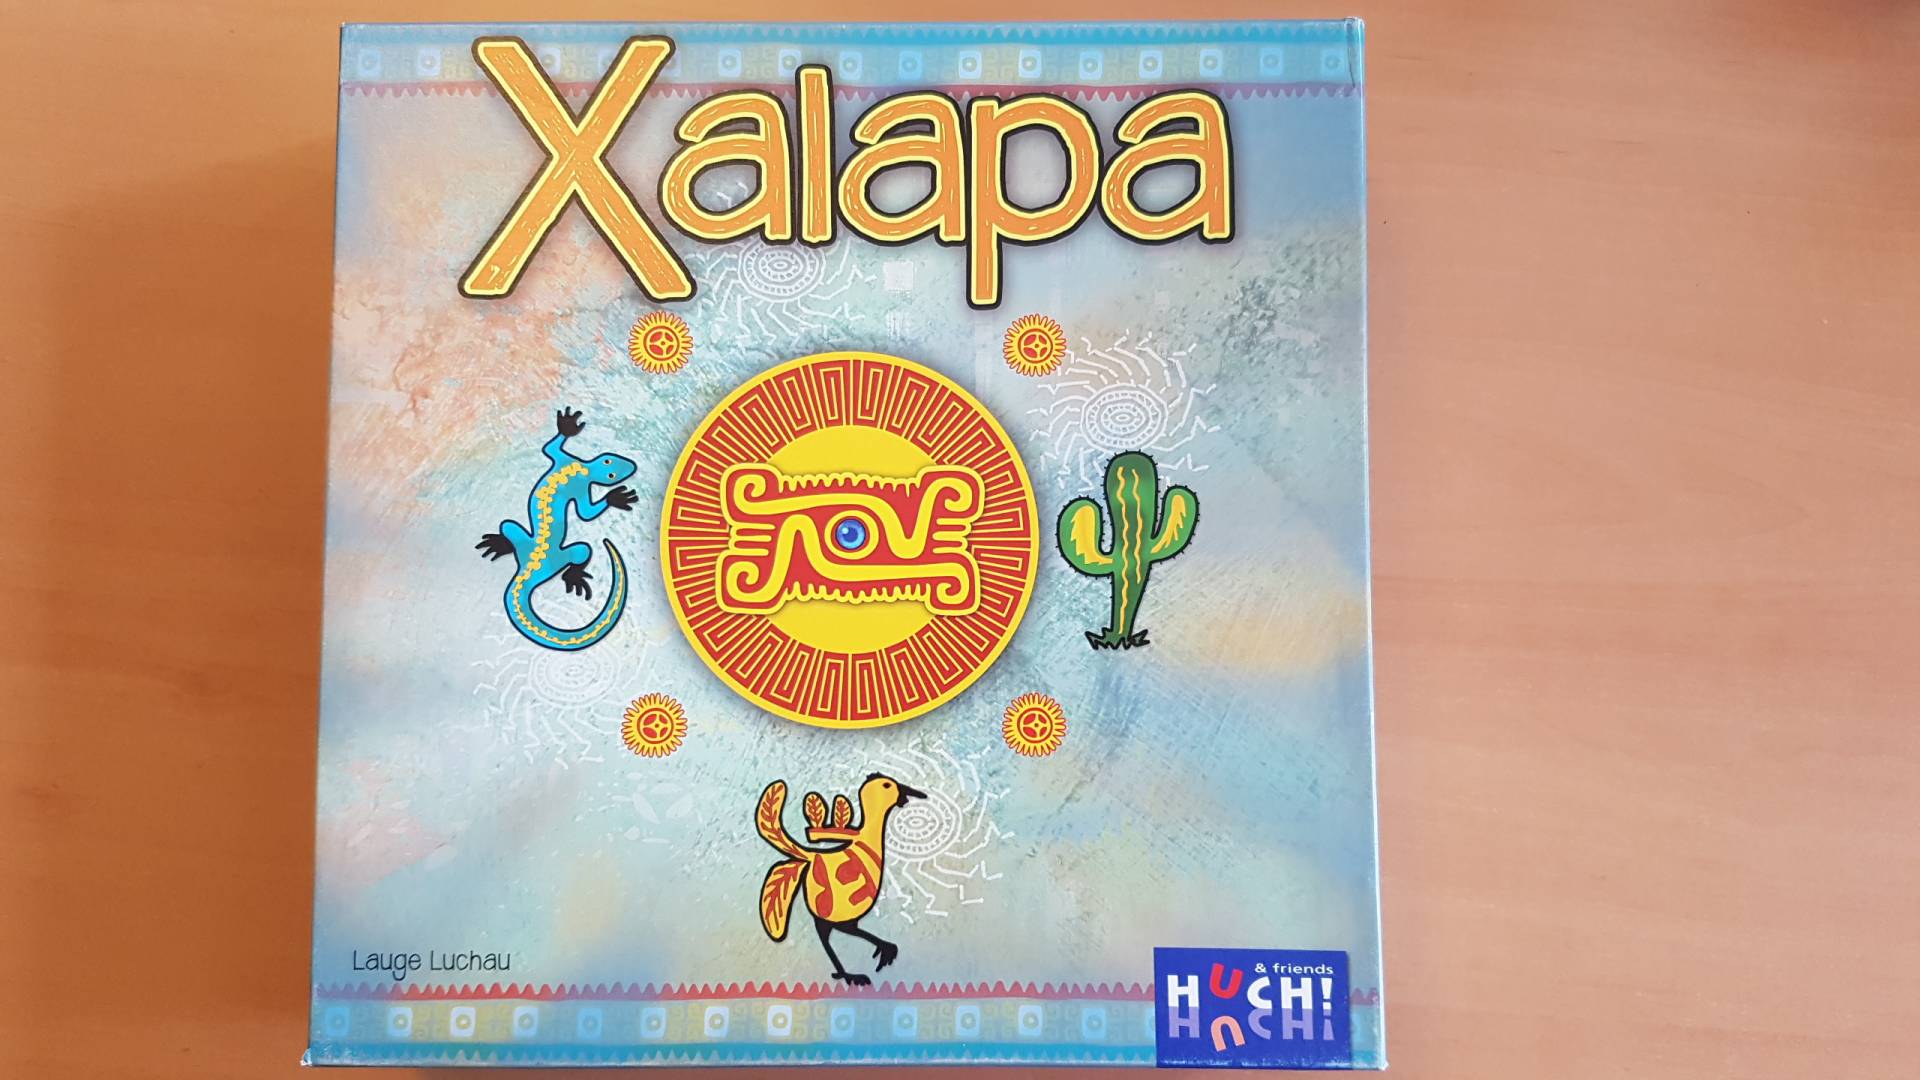 Xalapa
Lauge Luchau
& friends
HUCH!